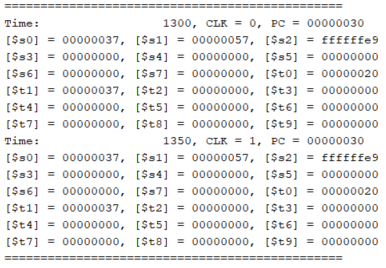 ================================================
Time: 1300, CLK = 0, PC = 00000030
[$s0] = 00000037, [$s1] = 00000057, [$s2] = ffffffe9
[$s3] = 00000000, [$s4] = 00000000, [$s5] = 00000000
[$s6] = 00000000, [$s7] = 00000000, [$t0] = 00000020
[$t1] = 00000037, [$t2] = 00000000, [$t3] = 00000000
[$t4] = 00000000, [$t5] = 00000000, [$t6] = 00000000
[$t7] = 00000000, [$t8] = 00000000, [$t9] = 00000000
Time: 1350, CLK = 1, PC = 00000030
[$s0] = 00000037, [$s1] = 00000057, [$s2] = ffffffe9
[$s3] = 00000000, [$s4] = 00000000, [$s5] = 00000000
[$s6] = 00000000, [$s7] = 00000000, [$t0] = 00000020
[$t1] = 00000037, [$t2] = 00000000, [$t3] = 00000000
[$t4] = 00000000, [$t5] = 00000000, [$t6] = 00000000
[$t7] = 00000000, [$t8] = 00000000, [$t9] = 00000000
================================================